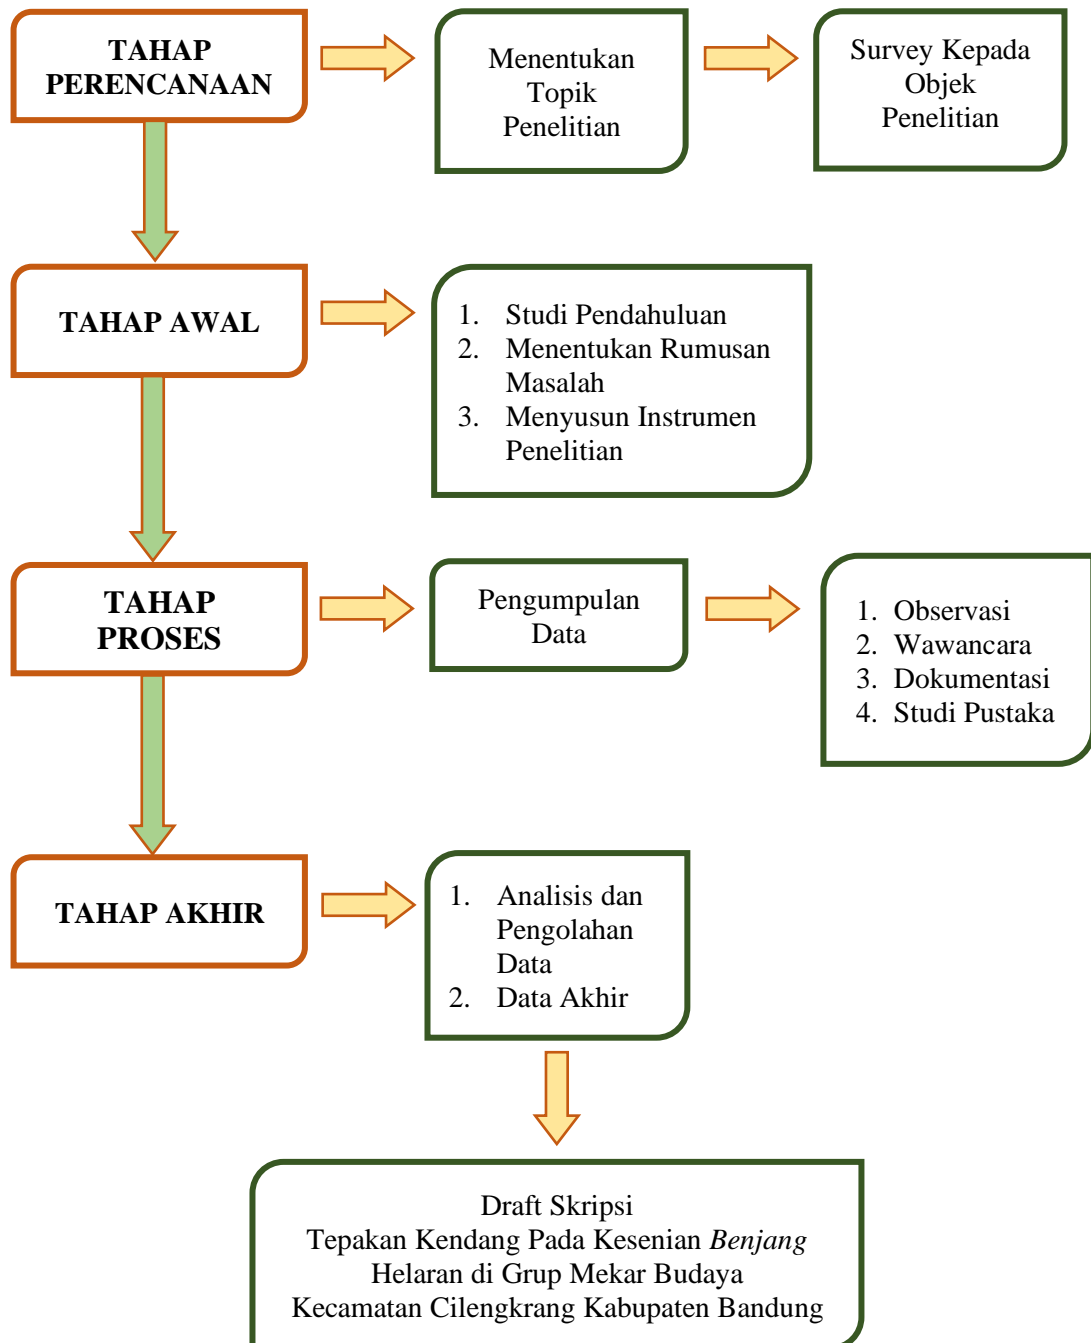 TAHAP
PERENCANAAN
Menentukan
Topik
Penelitian
Survey Kepada
Objek
Penelitian
TAHAP AWAL
1. Studi Pendahuluan
2. Menentukan Rumusan
Masalah
3. Menyusun Instrumen
Penelitian
TAHAP
PROSES
Pengumpulan
Data
1. Observasi
2. Wawancara
3. Dokumentasi
4. Studi Pustaka
TAHAP AKHIR
1. Analisis dan
Pengolahan
Data
2. Data Akhir
Draft Skripsi
Tepakan Kendang Pada Kesenian Benjang
Helaran di Grup Mekar Budaya
Kecamatan Cilengkrang Kabupaten Bandung